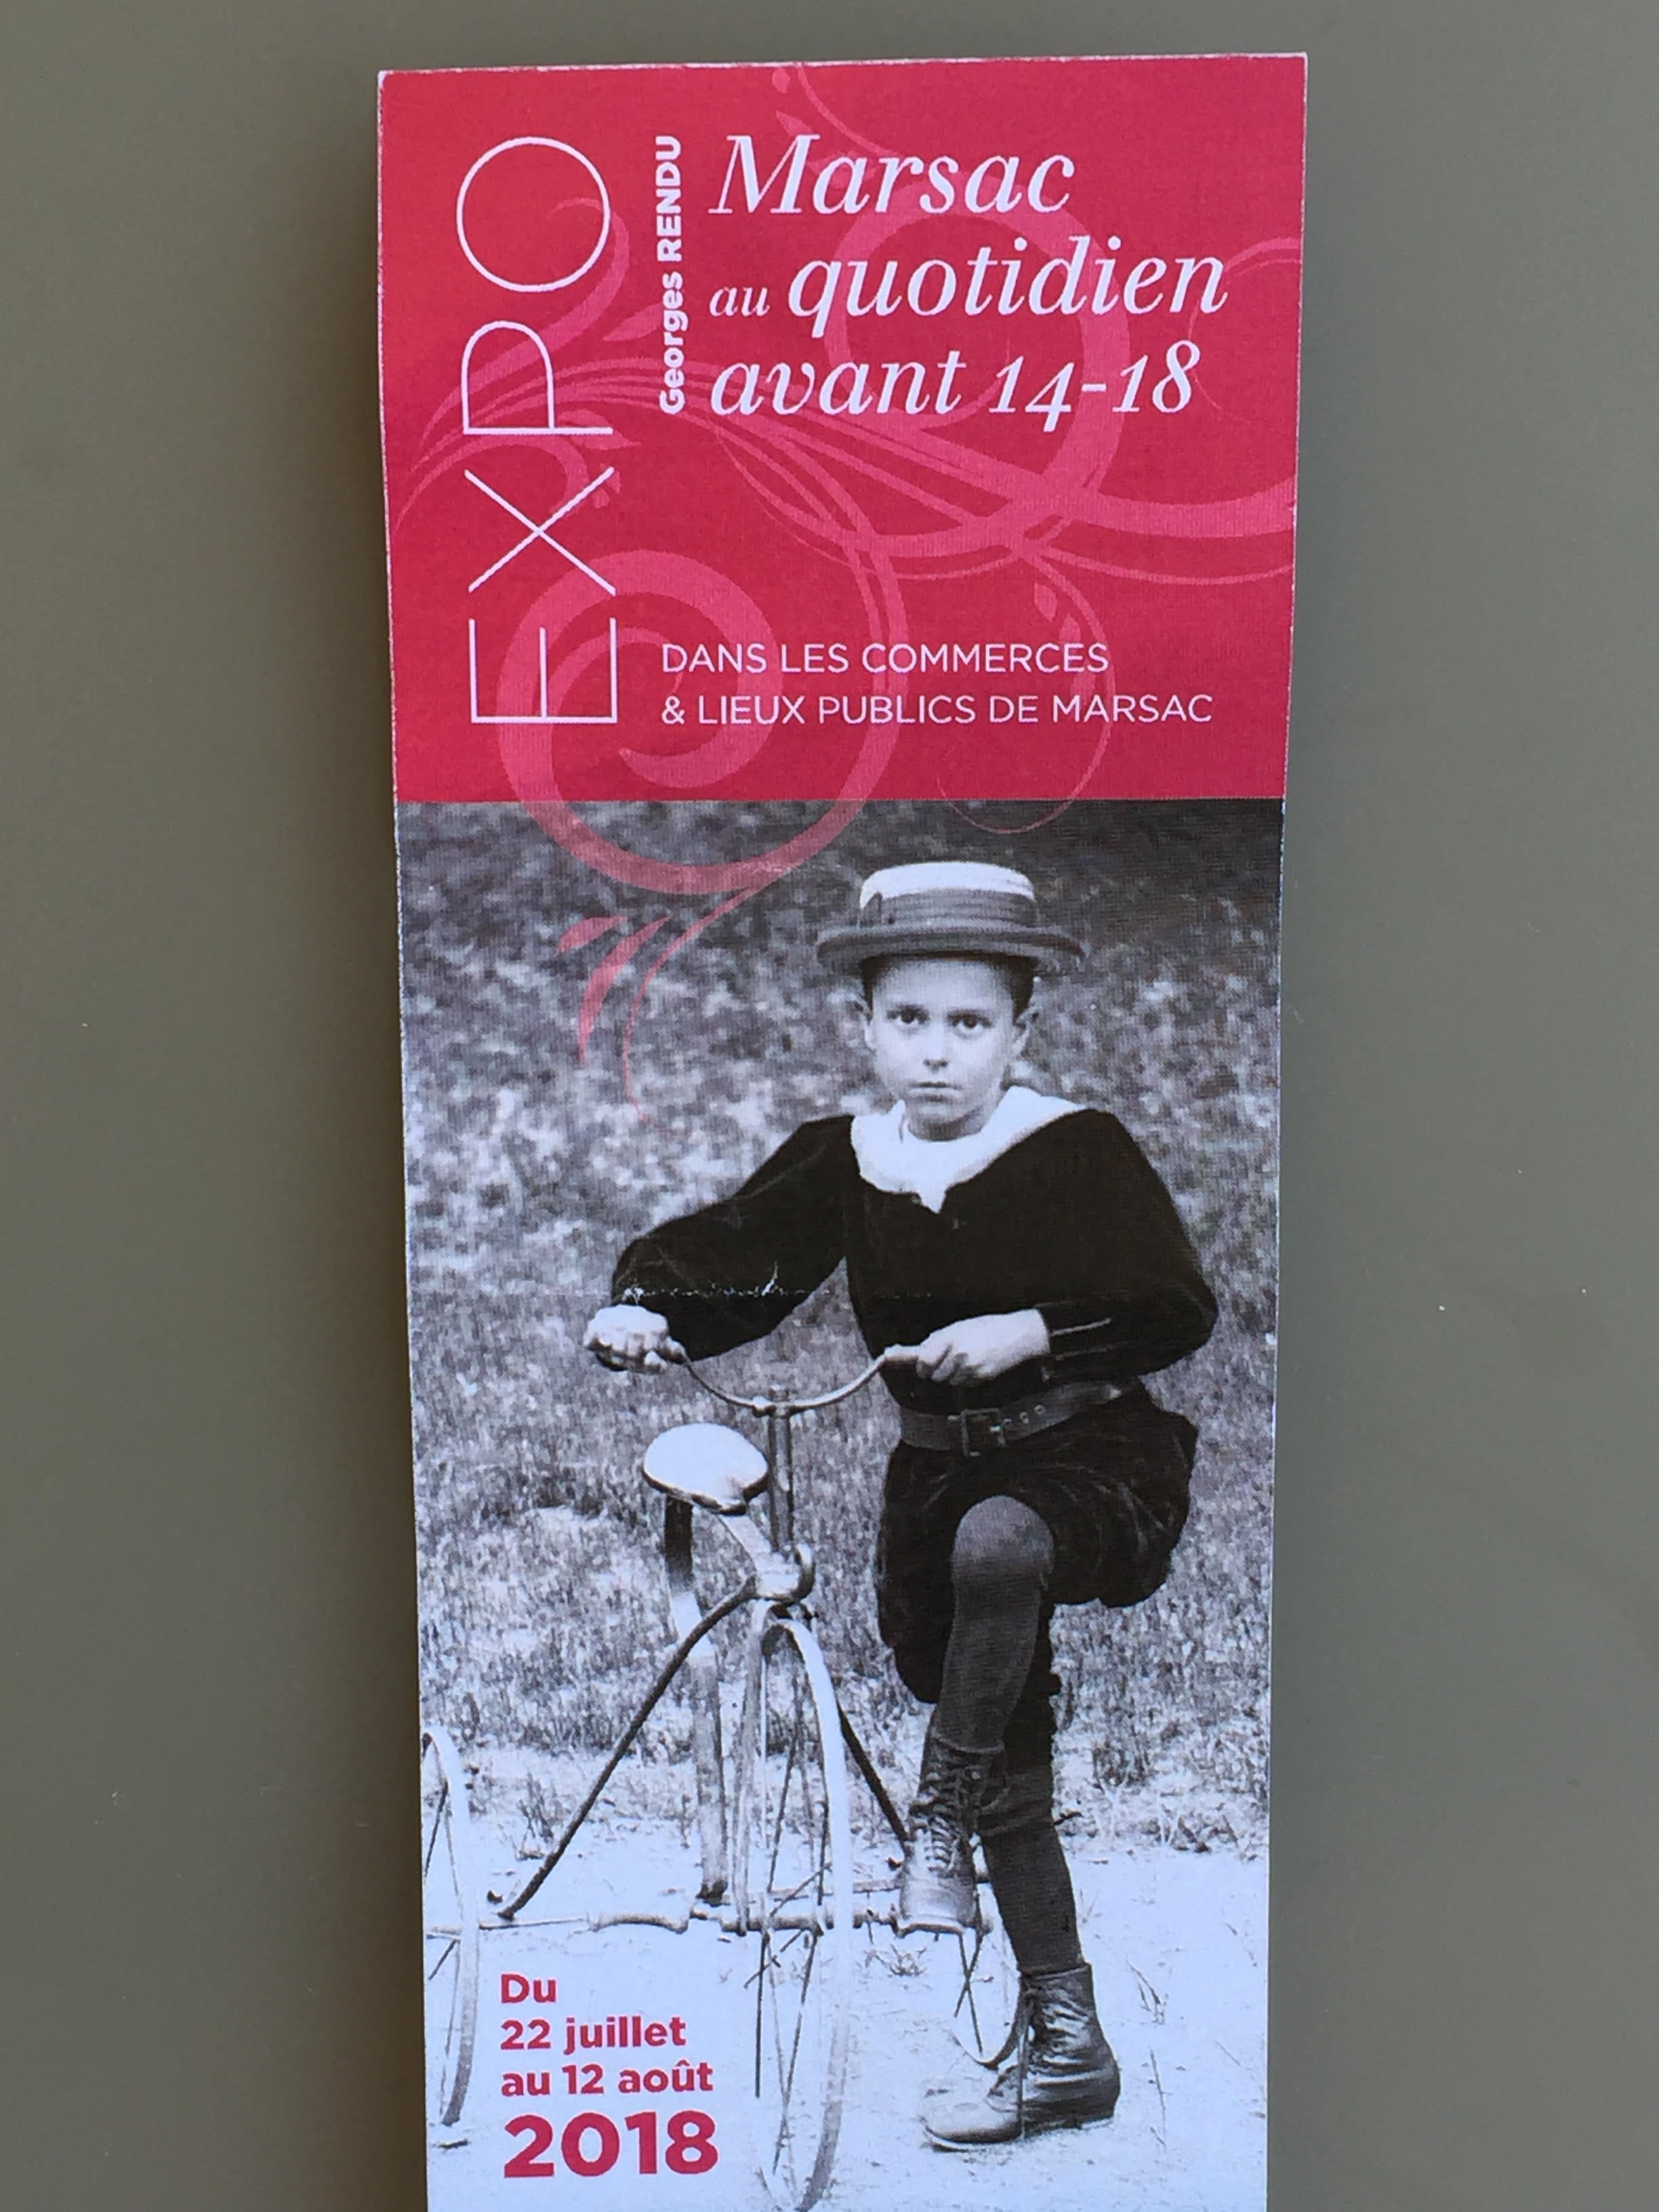 EXPO
Georges RENDU
Marsac
au quotidien
avant 14-18
DANS LES COMMERCES
& LIEUX PUBLICS DE MARSAC
Du
22 juillet
au 12 août
2018